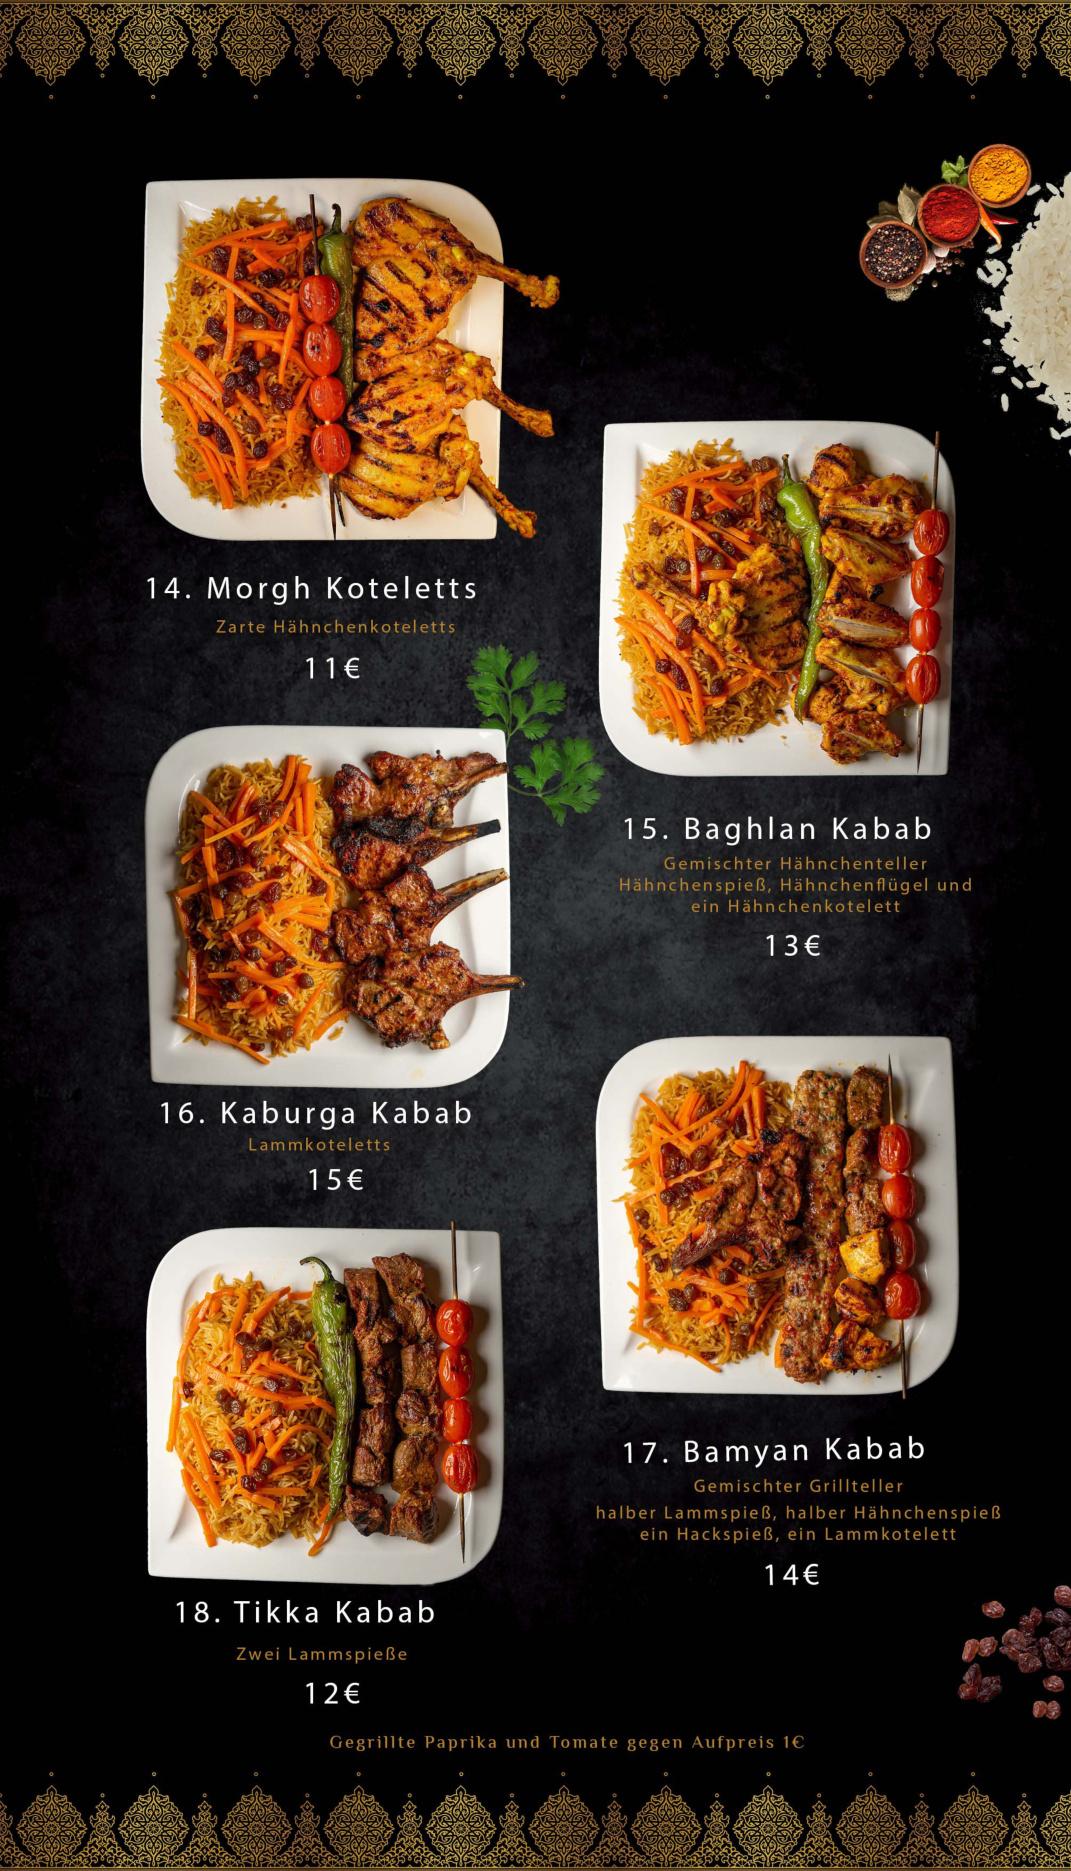 14. Morgh Koteletts
Zarte Hähnchenkoteletts
11€
15. Baghlan Kabab
Gemischter Hähnchenteller
Hähnchenspieß, Hähnchenflügel und
ein Hähnchenkotelett
13€
16. Kaburga Kabab
Lammkoteletts
15€
17. Bamyan Kabab
Gemischter Grillteller
halber Lammspieß, halber Hähnchenspieß
ein Hackspieß, ein Lammkotelett
14€
18. Tikka Kabab
Zwei Lammspieße
12€
Gegrillte Paprika und Tomate gegen Aufpreis 1€